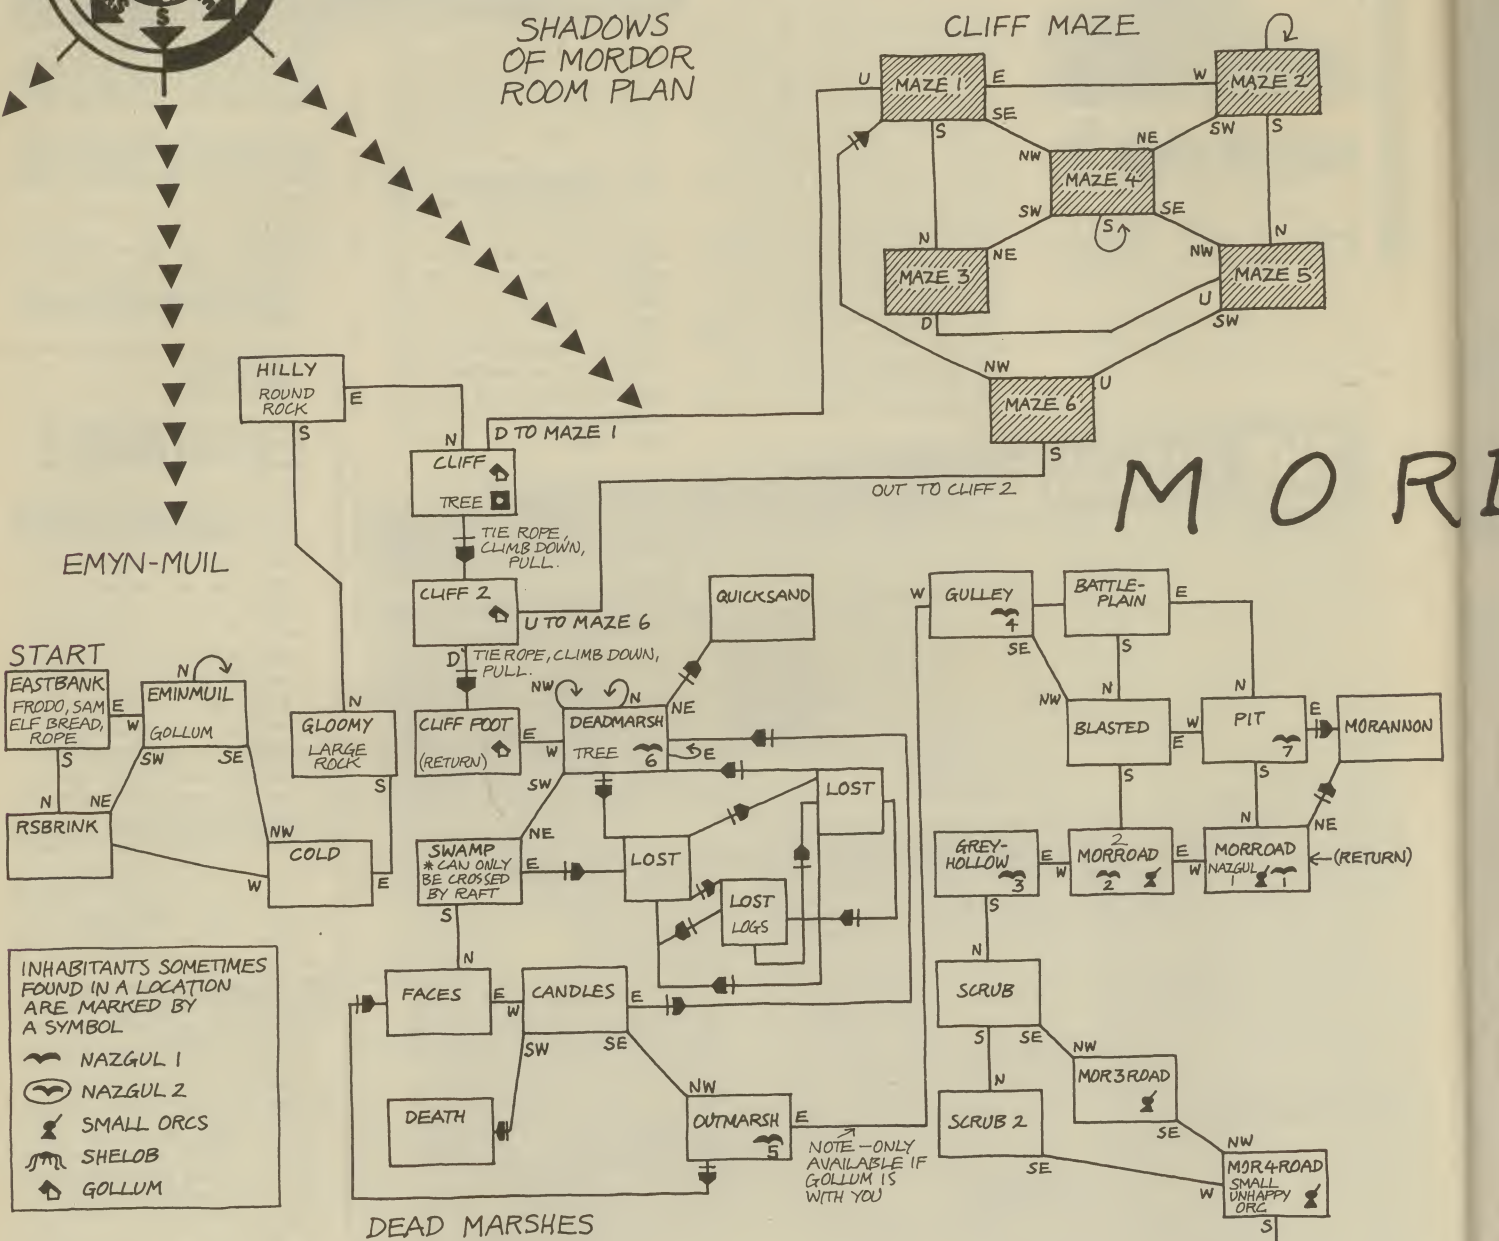 S
SHADOWS
OF MORDOR
ROOM PLAN
CLIFF MAZE
U
MAZE 1
E
W
MAZE 2
SE
S
SW
S
NW
NE
MAZE 4
SW
S
SE
N
NE
MAZE 3
D
NW
N
MAZE 5
U
SW
NW
U
MAZE 6
S
HILLY
ROUND
ROCK
E
S
N
D TO MAZE 1
CLIFF
TREE
OUT TO CLIFF 2
TIE ROPE,
CLIMB DOWN,
PULL.
CLIFF 2
U TO MAZE 6
D
TIE ROPE, CLIMB DOWN,
PULL.
MOR
EMYN-MUIL
START
EASTBANK
FRODO, SAM
ELF BREAD,
ROPE
E
S
N
W
EMINMUIL
GOLLUM
SW
SE
N
NE
RSBRINK
NW
COLD
W
E
N
GLOOMY
LARGE
ROCK
S
QUICKSAND
CLIFF FOOT
(RETURN)
E
NW
N
NE
W
DEADMARSH
TREE
6
E
SW
NE
SWAMP
* CAN ONLY
BE CROSSED
BY RAFT
E
S
LOST
LOST
LOST
LOGS
N
FACES
E
W
CANDLES
E
SW
SE
DEATH
NW
OUTMARSH
5
E
NOTE - ONLY
AVAILABLE IF
GOLLUM IS
WITH YOU
DEAD MARSHES
W
GULLEY
4
SE
BATTLE-
PLAIN
E
S
NW
N
BLASTED
E
S
W
N
PIT
7
E
S
MORANNON
GREY-
HOLLOW
3
E
S
W
2
MORROAD
2
E
W
N
NE
MORROAD
NAZGUL
1
1
(RETURN)
N
SCRUB
S
SE
N
SCRUB 2
SE
NW
MOR3ROAD
SE
NW
MOR4ROAD
SMALL
UNHAPPY
ORC
W
S
INHABITANTS SOMETIMES
FOUND IN A LOCATION
ARE MARKED BY
A SYMBOL
NAZGUL 1
NAZGUL 2
SMALL ORCS
SHELOB
GOLLUM